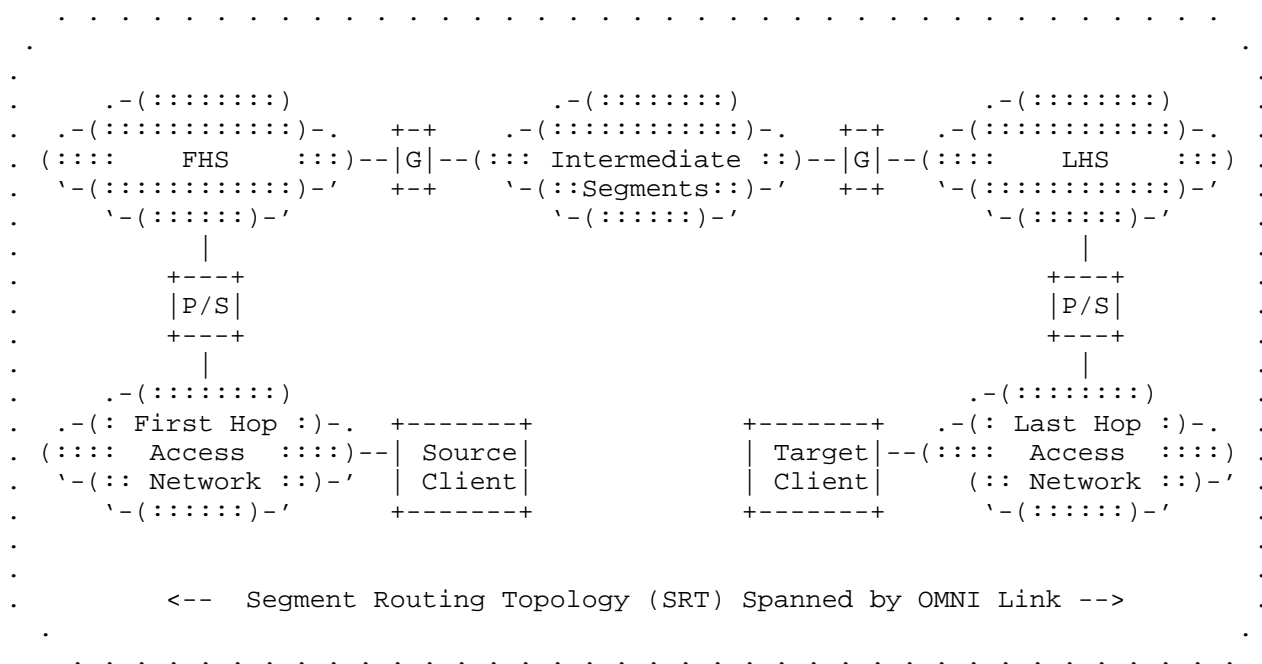 . . . . . . . . . . . . . . . . . . . . . . . . . . . . . . . . . . . . .
.                                                                            .
.                                                                              .
.      .-(::::::::)                 .-(::::::::)                .-(::::::::)   .
.   .-(::::::::::::)-.   +-+    .-(::::::::::::)-.   +-+    .-(::::::::::::)-. .
. (::::    FHS    :::)--|G|--(::: Intermediate ::)--|G|--(::::    LHS    :::) .
.   `-(::::::::::::)-'   +-+    `-(::Segments::)-'   +-+    `-(::::::::::::)-' .
.      `-(::::::)-'                `-(::::::)-'                `-(::::::)-'    .
.            |                                                       |         .
.          +---+                                                   +---+       .
.          |P/S|                                                   |P/S|       .
.          +---+                                                   +---+       .
.            |                                                       |         .
.      .-(::::::::)                                            .-(::::::::)    .
.   .-(: First Hop :)-.  +-------+             +-------+   .-(: Last Hop :)-.  .
. (::::  Access  ::::)--| Source|             | Target|--(::::  Access  ::::) .
.  `-(:: Network ::)-'  | Client|             | Client|    (:: Network ::)-'  .
.      `-(::::::)-'      +-------+             +-------+      `-(::::::)-'     .
.                                                                              .
.                                                                              .
.          <--  Segment Routing Topology (SRT) Spanned by OMNI Link -->        .
.                                                                            .
. . . . . . . . . . . . . . . . . . . . . . . . . . . . . . . . . . . . .